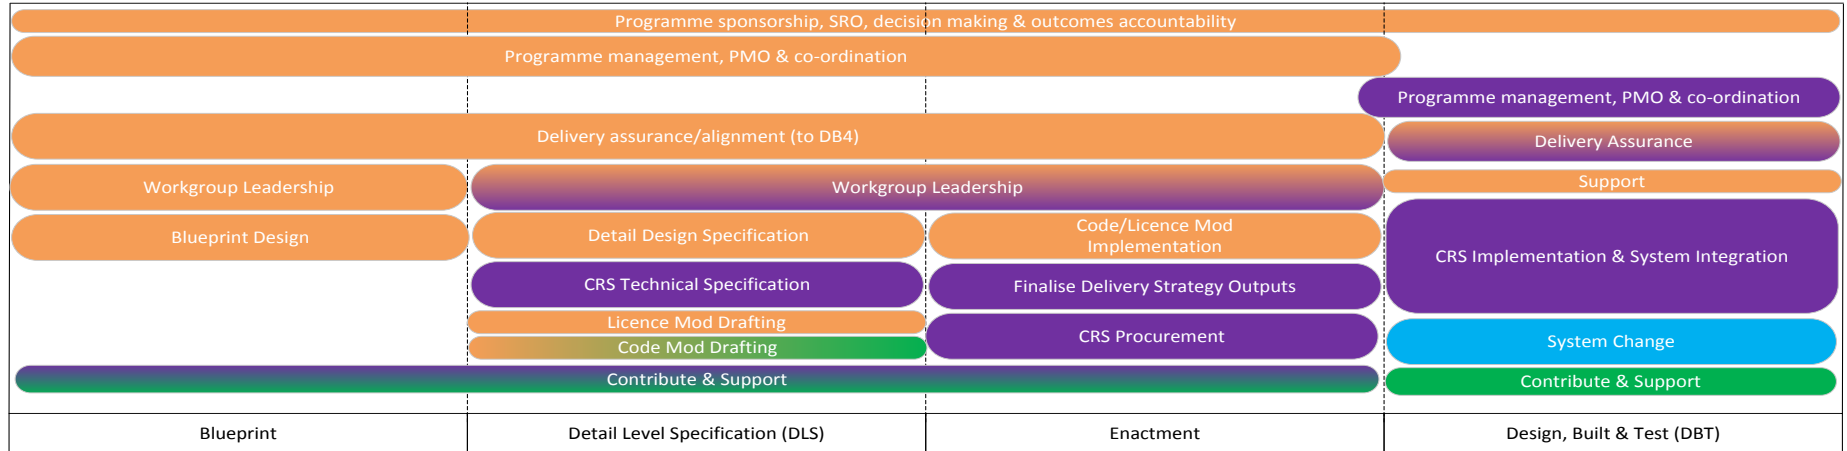 Programme sponsorship, SRO, decision making & outcomes accountability
Programme management, PMO & co-ordination
Programme management, PMO & co-ordination
Delivery assurance/alignment (to DB4)
Delivery Assurance
Workgroup Leadership
Workgroup Leadership
Support
Blueprint Design
Detail Design Specification
Code/Licence Mod
Implementation
CRS Implementation & System Integration
CRS Technical Specification
Finalise Delivery Strategy Outputs
Licence Mod Drafting
Code Mod Drafting
CRS Procurement
System Change
Contribute & Support
Contribute & Support
Blueprint
Detail Level Specification (DLS)
Enactment
Design, Built & Test (DBT)